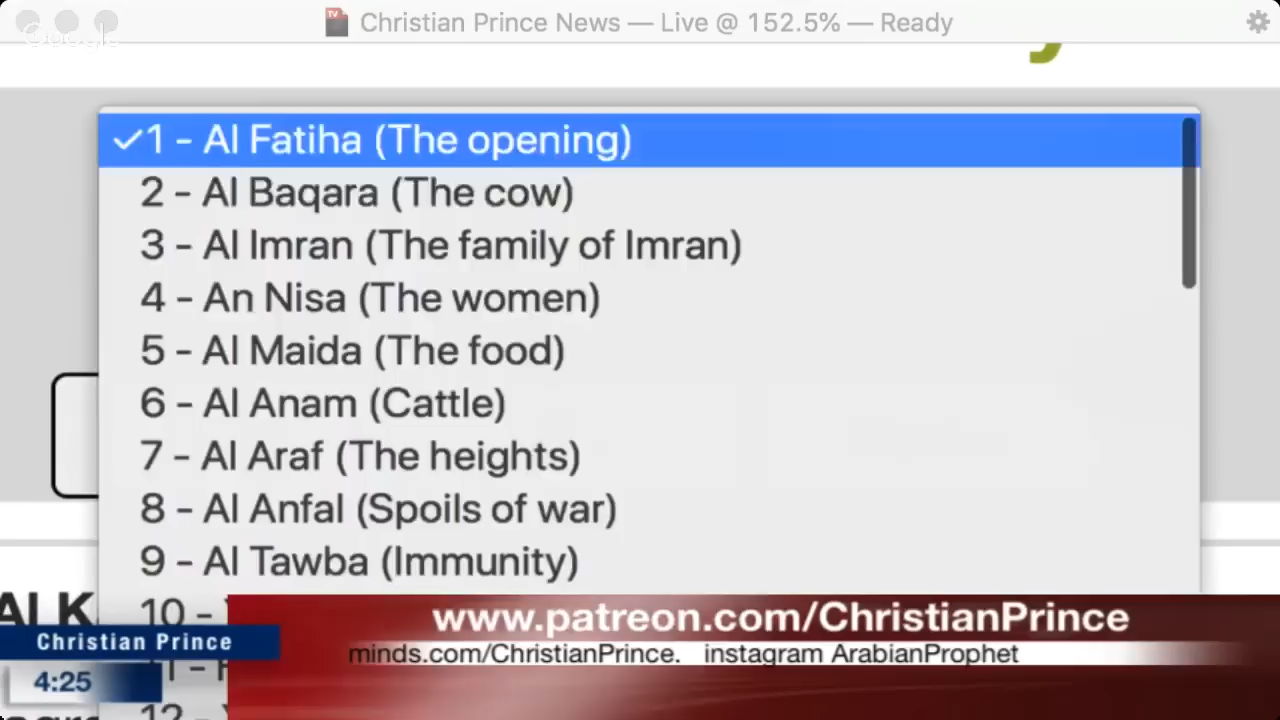 Christian Prince News — Live @ 152.5% — Ready
Google
✓1 - Al Fatiha (The opening)
2 - Al Baqara (The cow)
3 - Al Imran (The family of Imran)
4 - An Nisa (The women)
5 - Al Maida (The food)
6 - Al Anam (Cattle)
7 - Al Araf (The heights)
8 - Al Anfal (Spoils of war)
9 - Al Tawba (Immunity)
10 -
www.patreon.com/ChristianPrince
Christian Prince
minds.com/ChristianPrince. instagram ArabianProphet
4:25
12 -